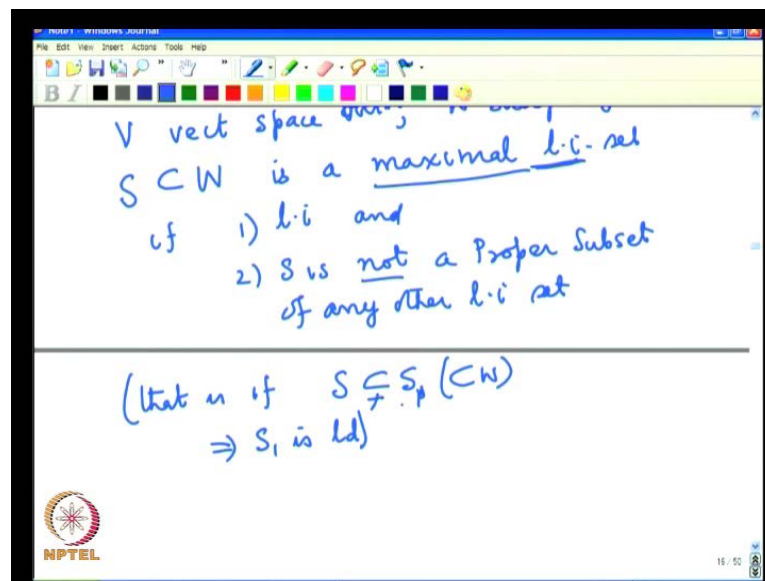 Note1 - Windows Journal
File Edit View Insert Actions Tools Help
B I
V vect space
S ⊂ W is a maximal l.i. set
if 1) l.i and
2) S is not a Proper Subset
of any other l.i set
(that is if S ⊊ S₁ (⊂ W)
⇒ S₁ is ld)
NPTEL
16 / 50